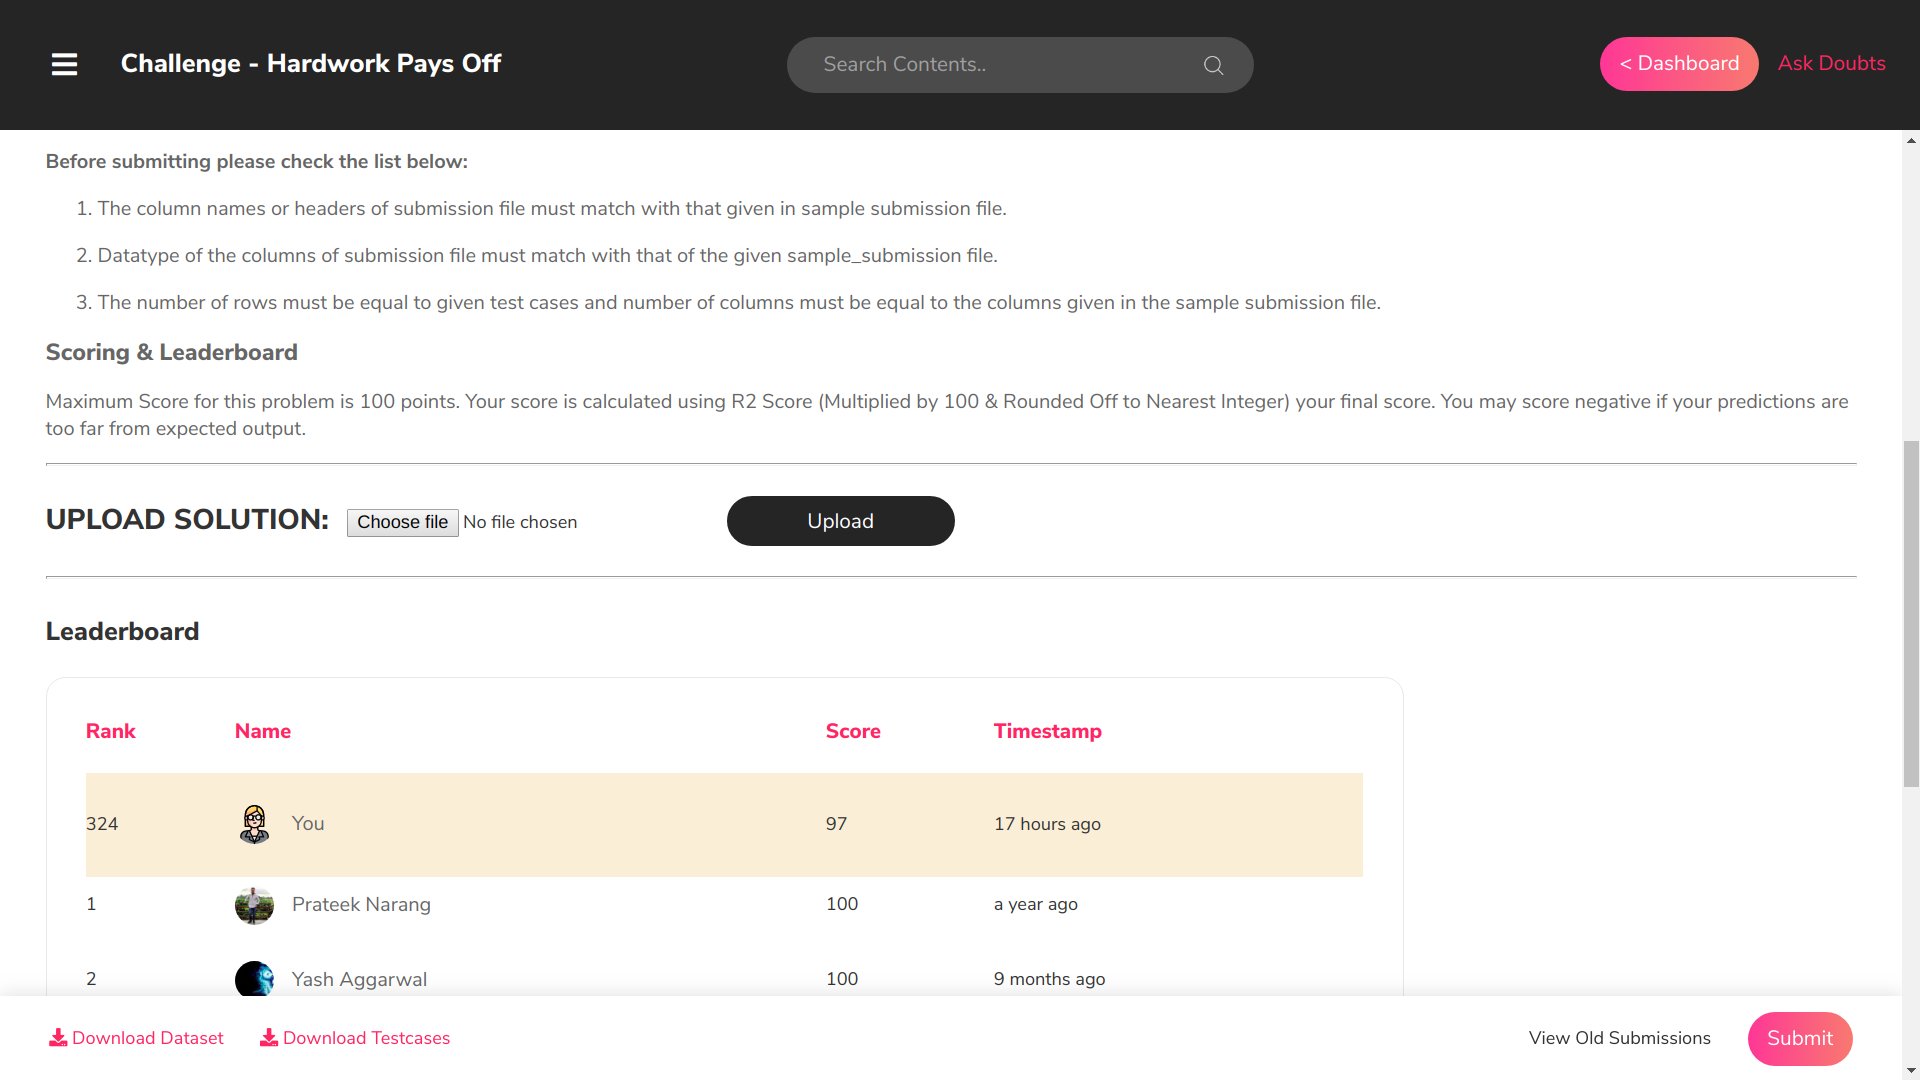 Challenge - Hardwork Pays Off
Search Contents..
< Dashboard
Ask Doubts
Before submitting please check the list below:
1. The column names or headers of submission file must match with that given in sample submission file.
2. Datatype of the columns of submission file must match with that of the given sample_submission file.
3. The number of rows must be equal to given test cases and number of columns must be equal to the columns given in the sample submission file.
Scoring & Leaderboard
Maximum Score for this problem is 100 points. Your score is calculated using R2 Score (Multiplied by 100 & Rounded Off to Nearest Integer) your final score. You may score negative if your predictions are
too far from expected output.
UPLOAD SOLUTION: Choose file No file chosen Upload
Leaderboard
Rank Name Score Timestamp
324 You 97 17 hours ago
1 Prateek Narang 100 a year ago
2 Yash Aggarwal 100 9 months ago
Download Dataset Download Testcases View Old Submissions Submit